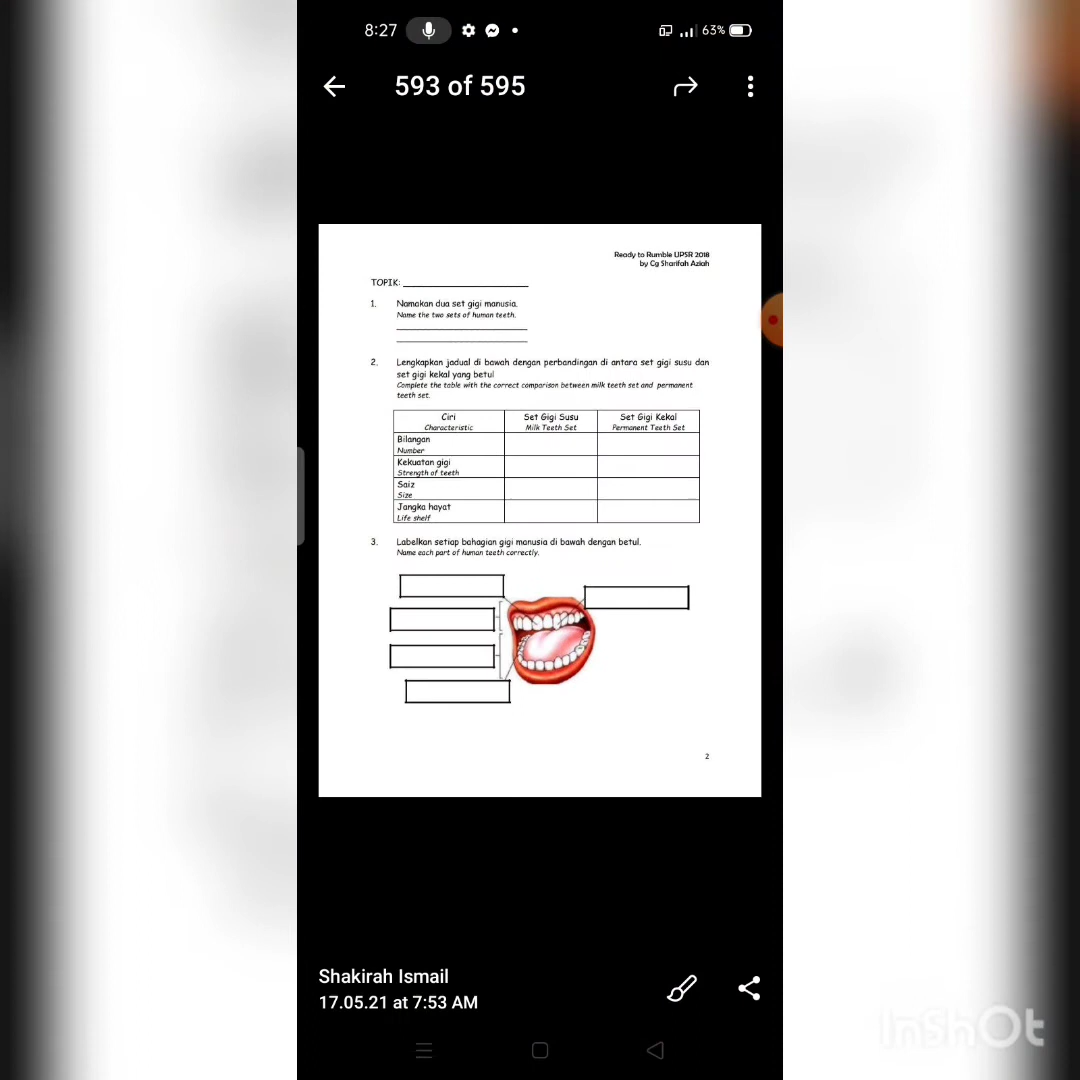 8:27
63%
593 of 595
Ready to Rumble UPSR 2018
by Cg Sharifah Aziah
TOPIK:
1. Namakan dua set gigi manusia.
Name the two sets of human teeth.
2. Lengkapkan jadual di bawah dengan perbandingan di antara set gigi susu dan
set gigi kekal yang betul
Complete the table with the correct comparison between milk teeth set and permanent
teeth set.
Ciri Set Gigi Susu Set Gigi Kekal
Characteristic Milk Teeth Set Permanent Teeth Set
Bilangan
Number
Kekuatan gigi
Strength of teeth
Saiz
Size
Jangka hayat
Life shelf
3. Labelkan setiap bahagian gigi manusia di bawah dengan betul.
Name each part of human teeth correctly.
2
Shakirah Ismail
17.05.21 at 7:53 AM
InShOt